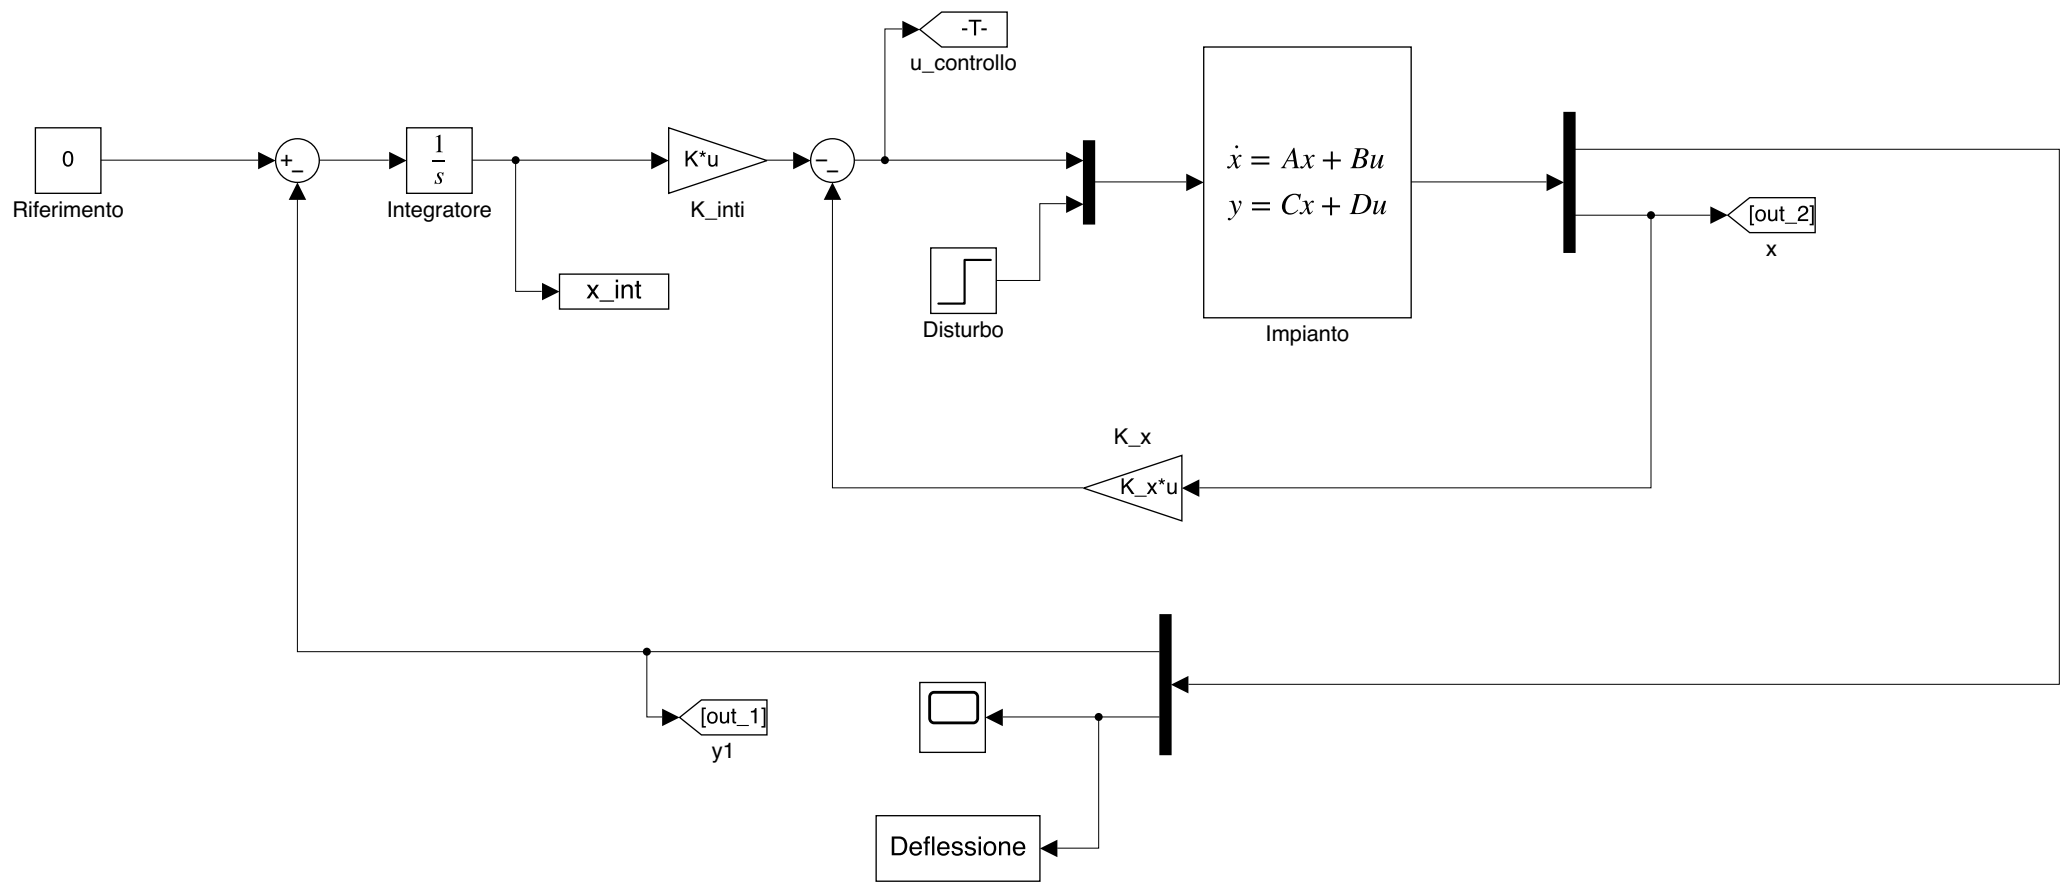 -T-
u_controllo
0
+
−
Riferimento
1
s
Integratore
K*u
K_inti
−
−
ẋ = Ax + Bu
y = Cx + Du
Impianto
[out_2]
x
x_int
Disturbo
K_x
K_x*u
[out_1]
y1
Deflessione